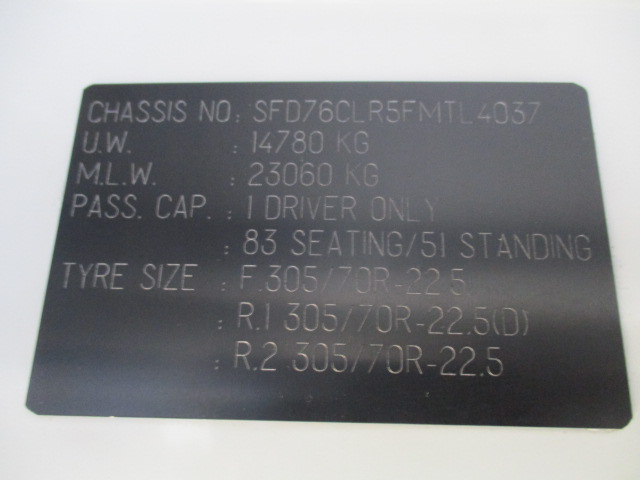 CHASSIS NO: SFD76CLR5FMTL4037
U.W. : 14780 KG
M.L.W. : 23060 KG
PASS. CAP. : 1 DRIVER ONLY
: 83 SEATING/51 STANDING
TYRE SIZE : F.305/70R-22.5
: R.1 305/70R-22.5(D)
: R.2 305/70R-22.5